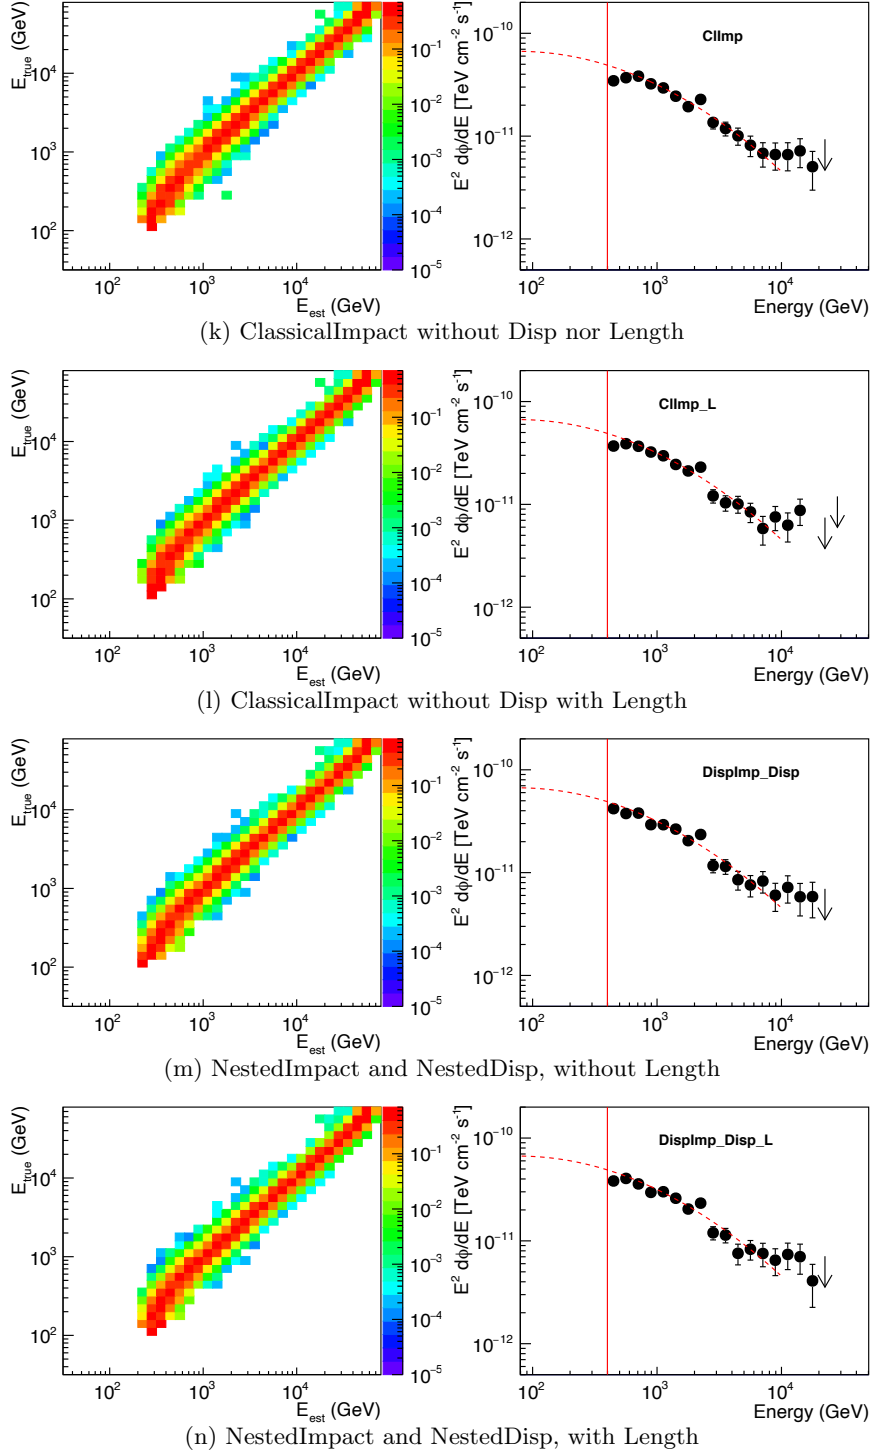 E_true (GeV)
10^4
10^3
10^2
10^2 10^3 10^4
E_est (GeV)
10^-1
10^-2
10^-3
10^-4
10^-5
E^2 dϕ/dE [TeV cm^-2 s^-1]
10^-10
10^-11
10^-12
ClImp
10^2 10^3 10^4
Energy (GeV)
(k) ClassicalImpact without Disp nor Length
E_true (GeV)
10^4
10^3
10^2
10^2 10^3 10^4
E_est (GeV)
10^-1
10^-2
10^-3
10^-4
10^-5
E^2 dϕ/dE [TeV cm^-2 s^-1]
10^-10
10^-11
10^-12
ClImp_L
10^2 10^3 10^4
Energy (GeV)
(l) ClassicalImpact without Disp with Length
E_true (GeV)
10^4
10^3
10^2
10^2 10^3 10^4
E_est (GeV)
10^-1
10^-2
10^-3
10^-4
10^-5
E^2 dϕ/dE [TeV cm^-2 s^-1]
10^-10
10^-11
10^-12
DispImp_Disp
10^2 10^3 10^4
Energy (GeV)
(m) NestedImpact and NestedDisp, without Length
E_true (GeV)
10^4
10^3
10^2
10^2 10^3 10^4
E_est (GeV)
10^-1
10^-2
10^-3
10^-4
10^-5
E^2 dϕ/dE [TeV cm^-2 s^-1]
10^-10
10^-11
10^-12
DispImp_Disp_L
10^2 10^3 10^4
Energy (GeV)
(n) NestedImpact and NestedDisp, with Length